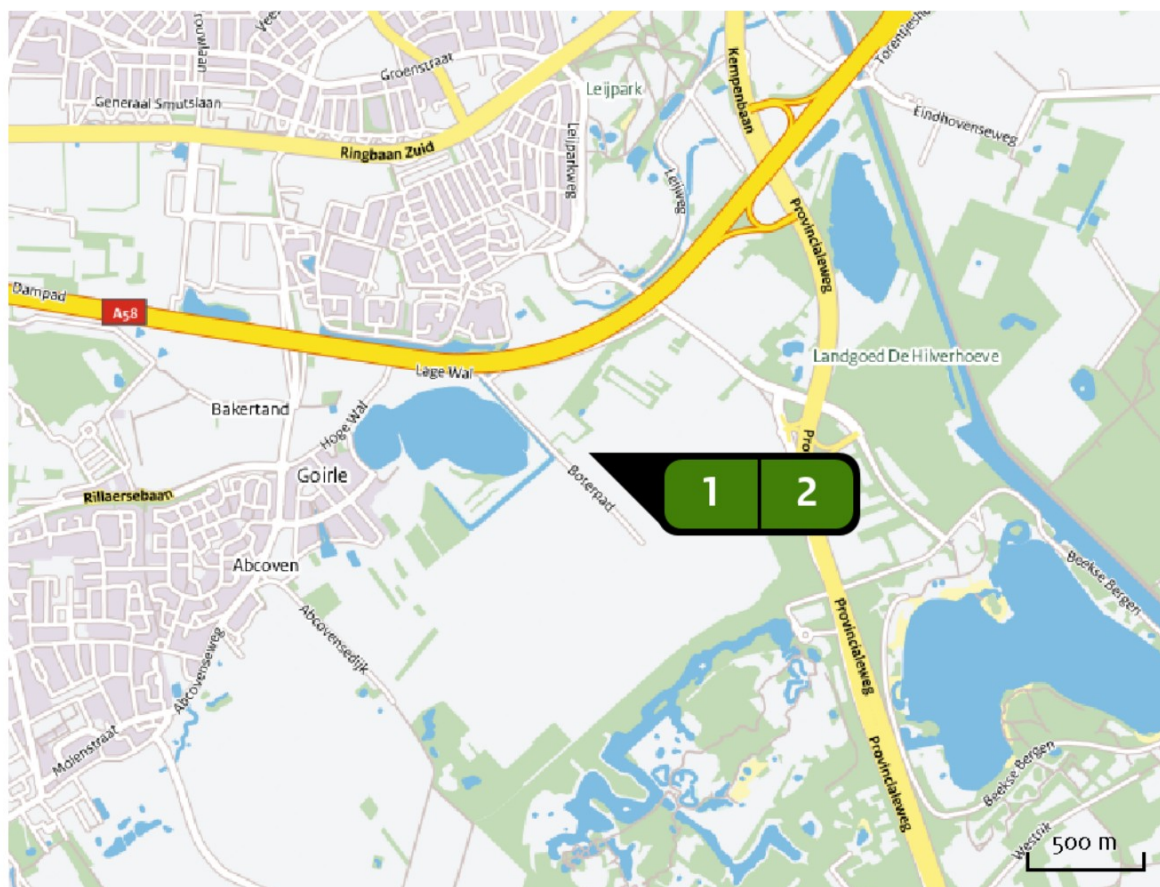 Groenstraat
Leijpark
Generaal Smutslaan
Ringbaan Zuid
Leijparkweg
Leijweg
Kempenbaan
Eindhovenseweg
Provincialeweg
Dampad
A58
Lage Wal
Landgoed De Hilverhoeve
Bakertand
Hoge Wal
Goirle
Rillaersebaan
Boterpad
1
2
Abcoven
Beekse Bergen
Abcovensedijk
Provincialeweg
Abcovenseweg
Provincialeweg
Molenstraat
Beekse Bergen
Westrik
500 m